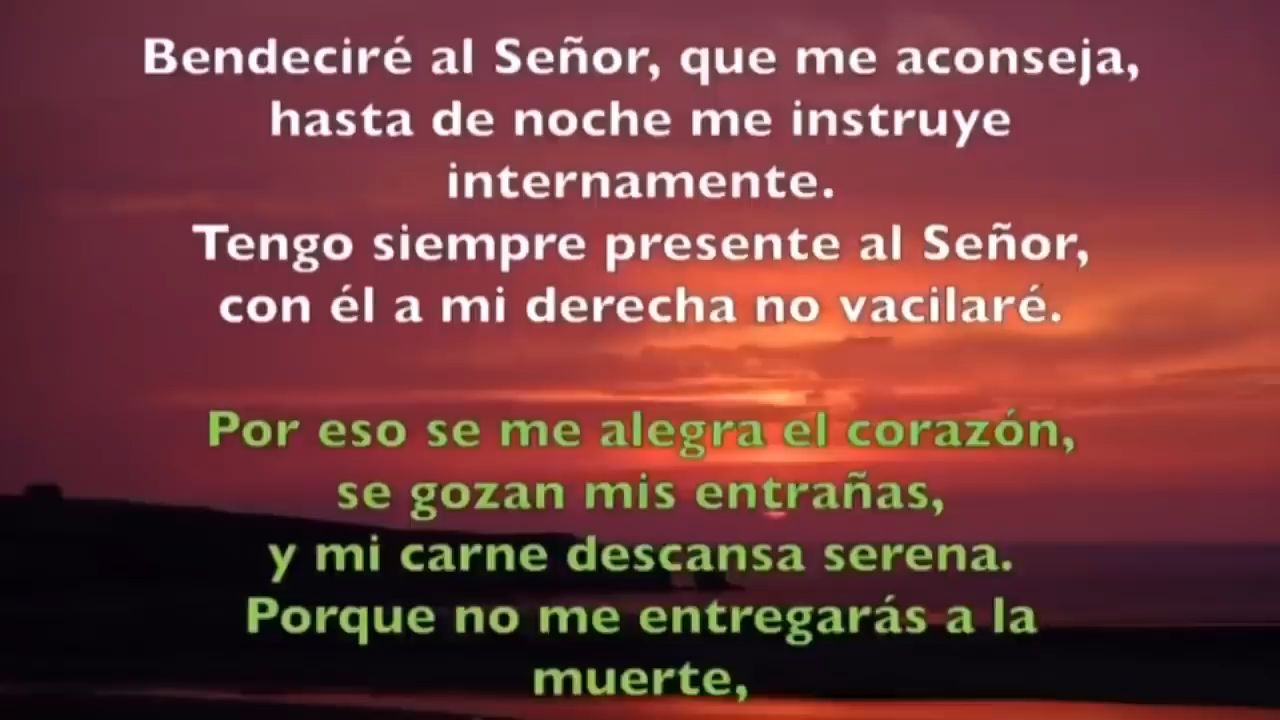 Bendeciré al Señor, que me aconseja,
hasta de noche me instruye
internamente.
Tengo siempre presente al Señor,
con él a mi derecha no vacilaré.
Por eso se me alegra el corazón,
se gozan mis entrañas,
y mi carne descansa serena.
Porque no me entregarás a la
muerte,